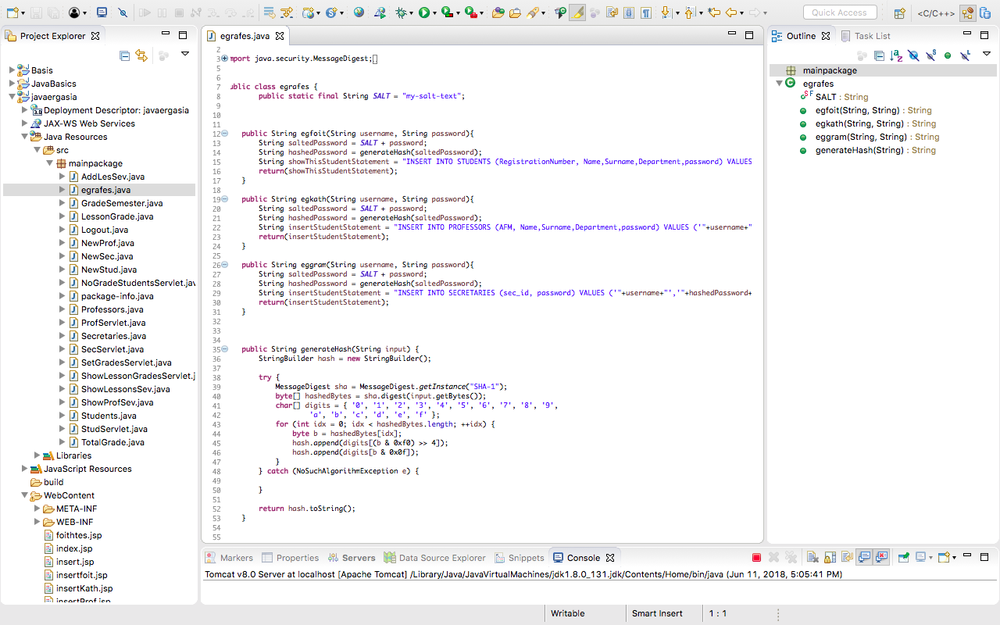 Quick Access
<C/C++>
Project Explorer
Basis
JavaBasics
javaergasia
Deployment Descriptor: javaergasia
JAX-WS Web Services
Java Resources
src
mainpackage
AddLesSev.java
egrafes.java
GradeSemester.java
LessonGrade.java
Logout.java
NewProf.java
NewSec.java
NewStud.java
NoGradeStudentsServlet.jav
package-info.java
Professors.java
ProfServlet.java
Secretaries.java
SecServlet.java
SetGradesServlet.java
ShowLessonGradesServlet.j
ShowLessonsSev.java
ShowProfSev.java
Students.java
StudServlet.java
TotalGrade.java
Libraries
JavaScript Resources
build
WebContent
META-INF
WEB-INF
foithtes.jsp
index.jsp
insert.jsp
insertfoit.jsp
insertKath.jsp
insertProf.jsp
egrafes.java
2
3 mport java.security.MessageDigest;
5
6
7 ublic class egrafes {
8 public static final String SALT = "my-salt-text";
9
10
11
12 public String egfoit(String username, String password){
13 String saltedPassword = SALT + password;
14 String hashedPassword = generateHash(saltedPassword);
15 String showThisStudentStatement = "INSERT INTO STUDENTS (RegistrationNumber, Name,Surname,Department,password) VALUES
16 return(showThisStudentStatement);
17 }
18
19 public String egkath(String username, String password){
20 String saltedPassword = SALT + password;
21 String hashedPassword = generateHash(saltedPassword);
22 String insertStudentStatement = "INSERT INTO PROFESSORS (AFM, Name,Surname,Department,password) VALUES ('"+username+"
23 return(insertStudentStatement);
24 }
25
26 public String eggram(String username, String password){
27 String saltedPassword = SALT + password;
28 String hashedPassword = generateHash(saltedPassword);
29 String insertStudentStatement = "INSERT INTO SECRETARIES (sec_id, password) VALUES ('"+username+"','"+hashedPassword+
30 return(insertStudentStatement);
31 }
32
33
34
35 public String generateHash(String input) {
36 StringBuilder hash = new StringBuilder();
37
38 try {
39 MessageDigest sha = MessageDigest.getInstance("SHA-1");
40 byte[] hashedBytes = sha.digest(input.getBytes());
41 char[] digits = { '0', '1', '2', '3', '4', '5', '6', '7', '8', '9',
42 'a', 'b', 'c', 'd', 'e', 'f' };
43 for (int idx = 0; idx < hashedBytes.length; ++idx) {
44 byte b = hashedBytes[idx];
45 hash.append(digits[(b & 0xf0) >> 4]);
46 hash.append(digits[b & 0x0f]);
47 }
48 } catch (NoSuchAlgorithmException e) {
49
50 }
51
52 return hash.toString();
53 }
54
55
Outline
Task List
mainpackage
egrafes
SALT : String
egfoit(String, String) : String
egkath(String, String) : String
eggram(String, String) : String
generateHash(String) : String
Markers
Properties
Servers
Data Source Explorer
Snippets
Console
Tomcat v8.0 Server at localhost [Apache Tomcat] /Library/Java/JavaVirtualMachines/jdk1.8.0_131.jdk/Contents/Home/bin/java (Jun 11, 2018, 5:05:41 PM)
Writable
Smart Insert
1 : 1